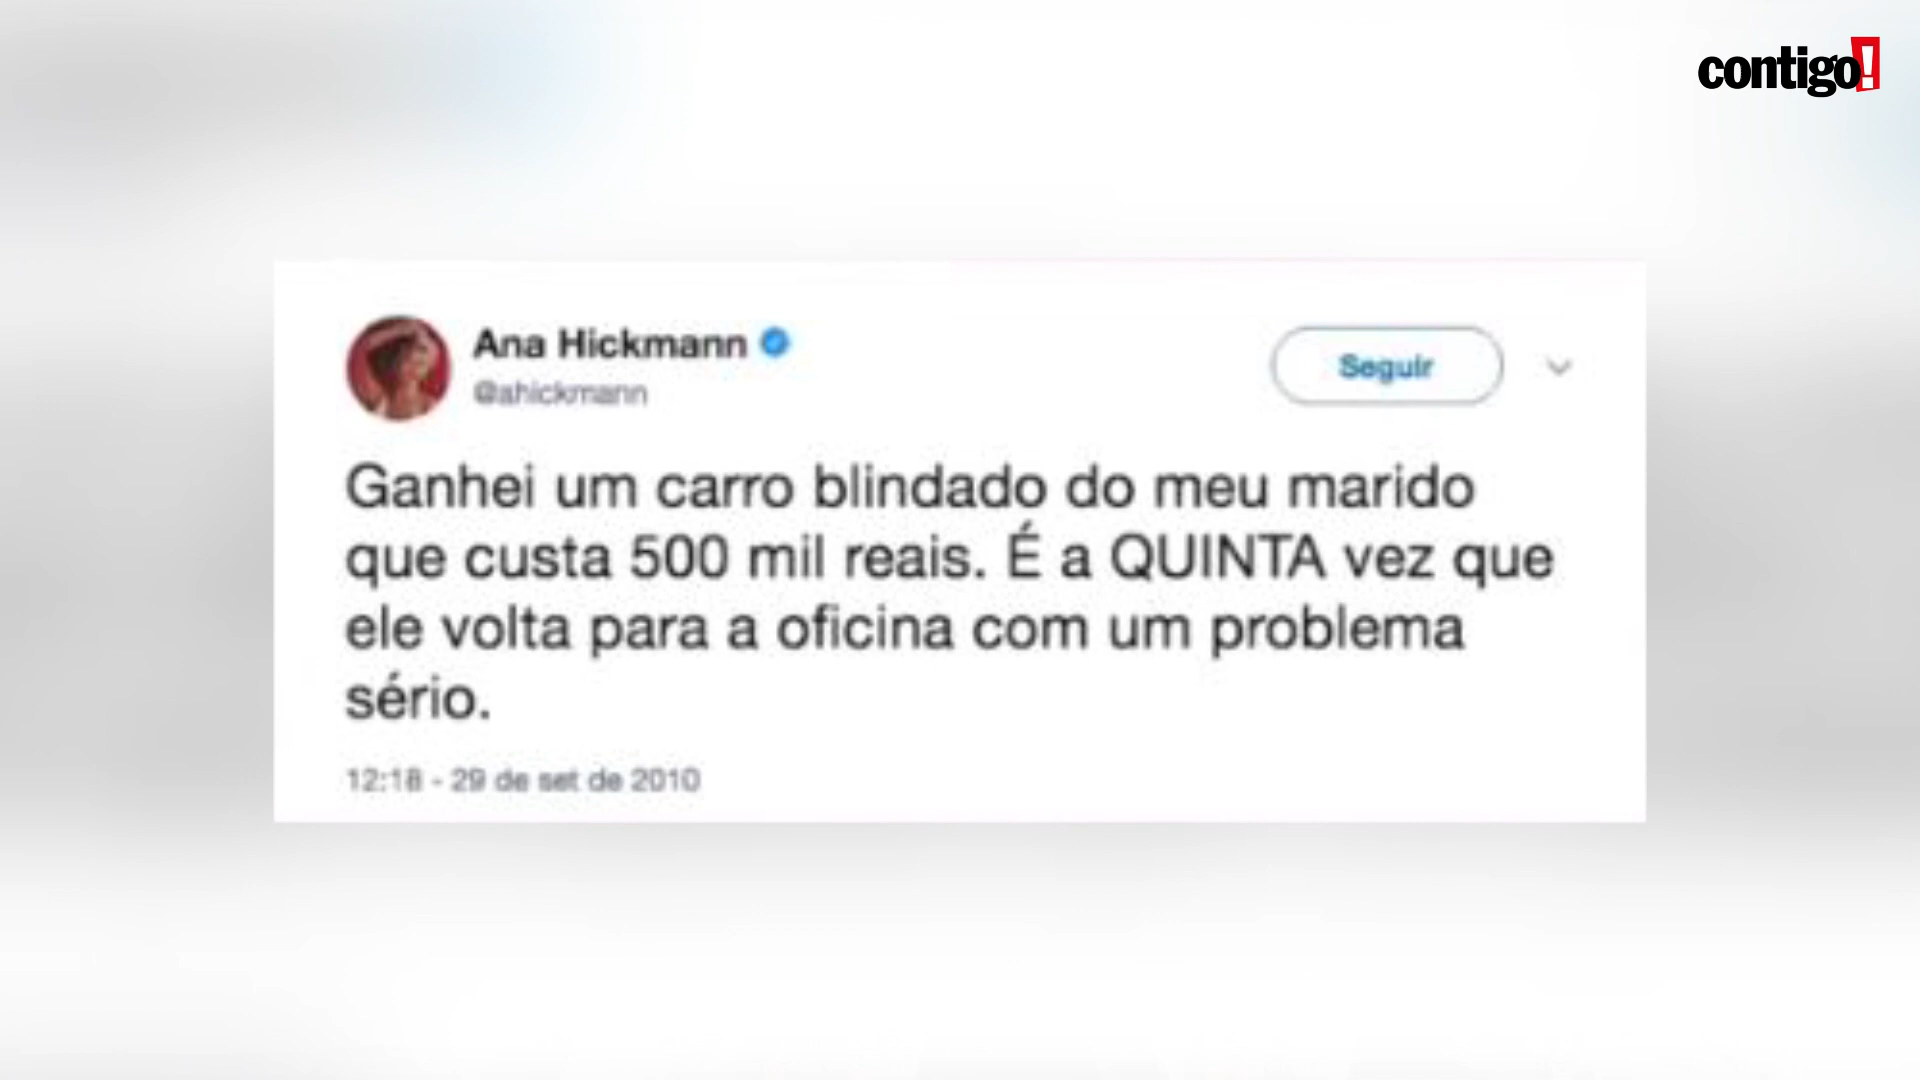 contigo!
Ana Hickmann
@ahickmann
Seguir
Ganhei um carro blindado do meu marido
que custa 500 mil reais. É a QUINTA vez que
ele volta para a oficina com um problema
sério.
12:18 - 29 de set de 2010